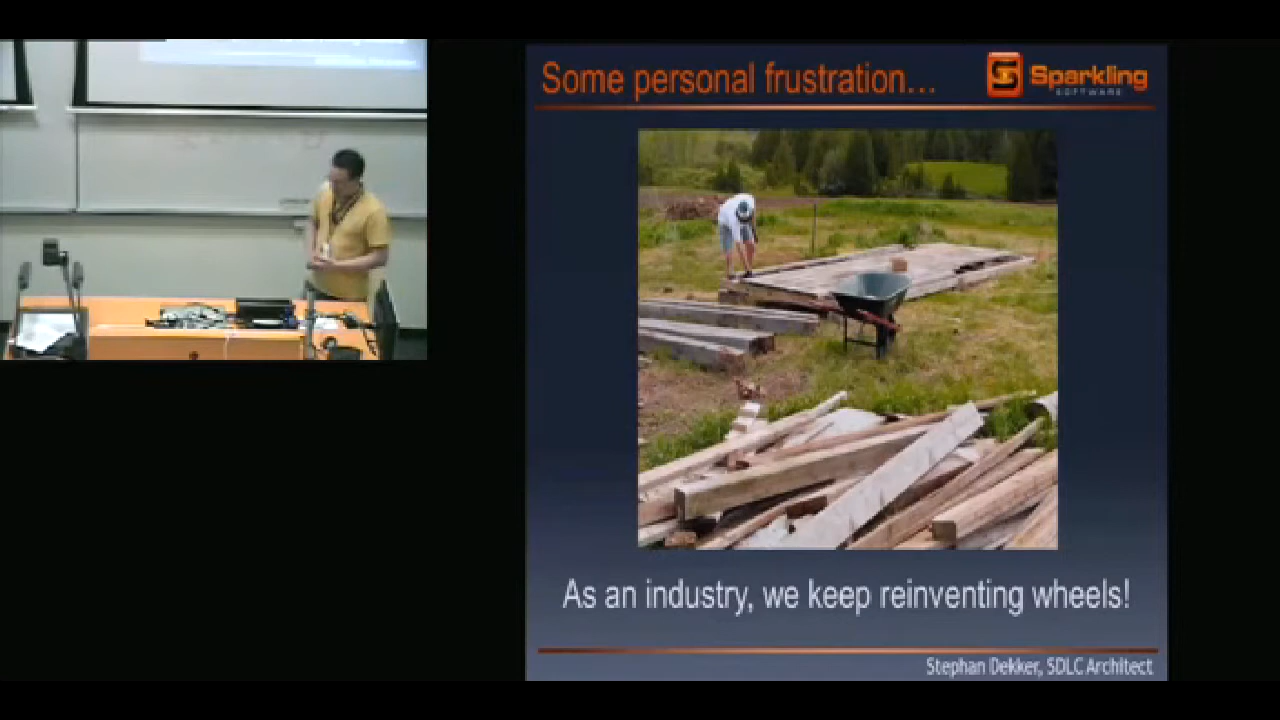 Some personal frustration...
Sparkling
SOFTWARE
As an industry, we keep reinventing wheels!
Stephan Dekker, SDLC Architect